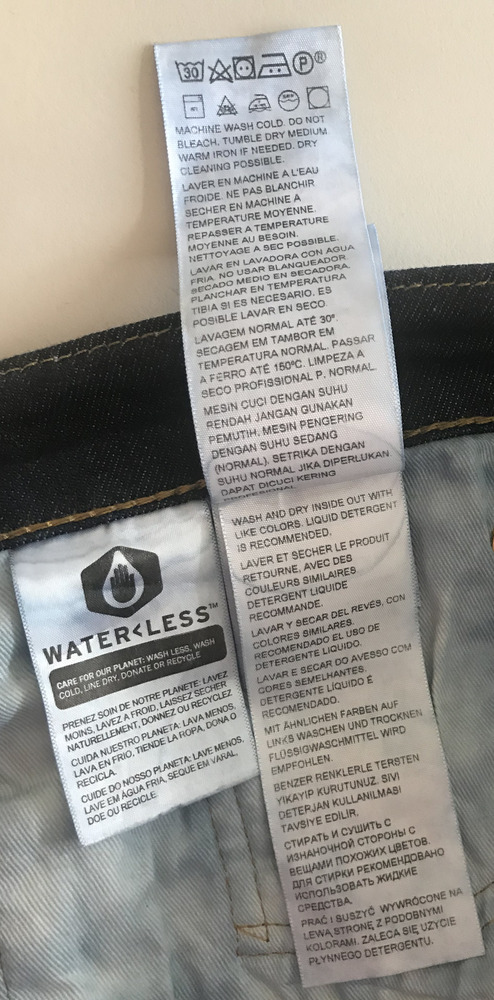 30 P®
MACHINE WASH COLD. DO NOT
BLEACH. TUMBLE DRY MEDIUM
WARM IRON IF NEEDED. DRY
CLEANING POSSIBLE.
LAVER EN MACHINE A L'EAU
FROIDE. NE PAS BLANCHIR
SECHER EN MACHINE A
TEMPERATURE MOYENNE.
REPASSER A TEMPERATURE
MOYENNE AU BESOIN.
NETTOYAGE A SEC POSSIBLE.
LAVAR EN LAVADORA CON AGUA
FRIA. NO USAR BLANQUEADOR.
SECADO MEDIO EN SECADORA.
PLANCHAR EN TEMPERATURA
TIBIA SI ES NECESARIO. ES
POSIBLE LAVAR EN SECO.
LAVAGEM NORMAL ATÉ 30º.
SECAGEM EM TAMBOR EM
TEMPERATURA NORMAL. PASSAR
A FERRO ATÉ 150ºC. LIMPEZA A
SECO PROFISSIONAL P. NORMAL.
MESIN CUCI DENGAN SUHU
RENDAH JANGAN GUNAKAN
PEMUTIH, MESIN PENGERING
DENGAN SUHU SEDANG
(NORMAL), SETRIKA DENGAN
SUHU NORMAL JIKA DIPERLUKAN
DAPAT DICUCI KERING
WASH AND DRY INSIDE OUT WITH
LIKE COLORS. LIQUID DETERGENT
IS RECOMMENDED.
LAVER ET SECHER LE PRODUIT
RETOURNE, AVEC DES
COULEURS SIMILAIRES
DETERGENT LIQUIDE
RECOMMANDE.
LAVAR Y SECAR DEL REVÉS, CON
COLORES SIMILARES.
RECOMENDADO EL USO DE
DETERGENTE LIQUIDO.
LAVAR E SECAR DO AVESSO COM
CORES SEMELHANTES.
DETERGENTE LÍQUIDO É
RECOMENDADO.
MIT ÄHNLICHEN FARBEN AUF
LINKS WASCHEN UND TROCKNEN
FLÜSSIGWASCHMITTEL WIRD
EMPFOHLEN.
BENZER RENKLERLE TERSTEN
YIKAYIP KURUTUNUZ. SIVI
DETERJAN KULLANILMASI
TAVSIYE EDILIR.
СТИРАТЬ И СУШИТЬ С
ИЗНАНОЧНОЙ СТОРОНЫ С
ВЕЩАМИ ПОХОЖИХ ЦВЕТОВ.
ДЛЯ СТИРКИ РЕКОМЕНДОВАНО
ИСПОЛЬЗОВАТЬ ЖИДКИЕ
СРЕДСТВА.
PRAĆ I SUSZYĆ WYWRÓCONE NA
LEWĄ STRONĘ Z PODOBNYMI
KOLORAMI. ZALECA SIĘ UŻYCIE
PŁYNNEGO DETERGENTU.
WATER<LESS™
CARE FOR OUR PLANET: WASH LESS, WASH
COLD, LINE DRY, DONATE OR RECYCLE
PRENEZ SOIN DE NOTRE PLANETE: LAVEZ
MOINS, LAVEZ A FROID, LAISSEZ SECHER
NATURELLEMENT, DONNEZ OU RECYCLEZ
CUIDA NUESTRO PLANETA: LAVA MENOS,
LAVA EN FRIO, TIENDE LA ROPA, DONA O
RECICLA.
CUIDE DO NOSSO PLANETA: LAVE MENOS,
LAVE EM ÁGUA FRIA, SEQUE EM VARAL,
DOE OU RECICLE.